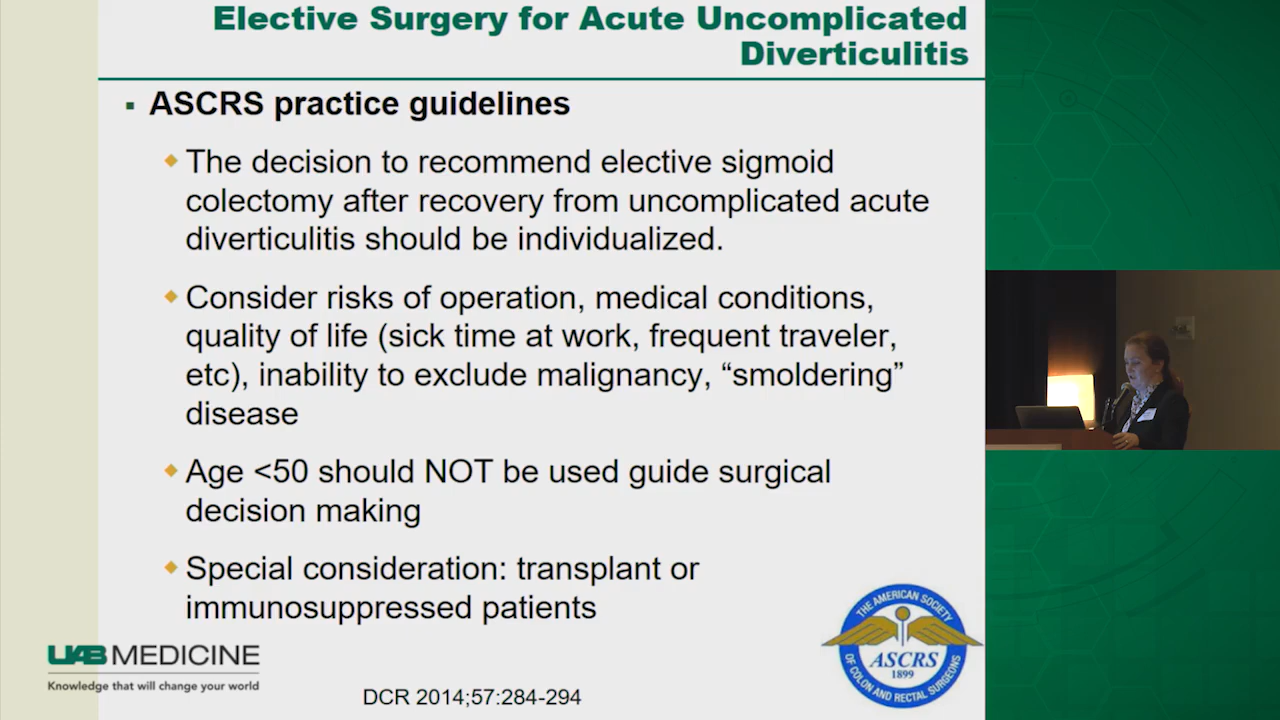 Elective Surgery for Acute Uncomplicated
Diverticulitis
ASCRS practice guidelines
The decision to recommend elective sigmoid
colectomy after recovery from uncomplicated acute
diverticulitis should be individualized.
Consider risks of operation, medical conditions,
quality of life (sick time at work, frequent traveler,
etc), inability to exclude malignancy, “smoldering”
disease
Age <50 should NOT be used guide surgical
decision making
Special consideration: transplant or
immunosuppressed patients
UAB MEDICINE
Knowledge that will change your world
DCR 2014;57:284-294
THE AMERICAN SOCIETY
ASCRS
1899
OF COLON AND RECTAL SURGEONS